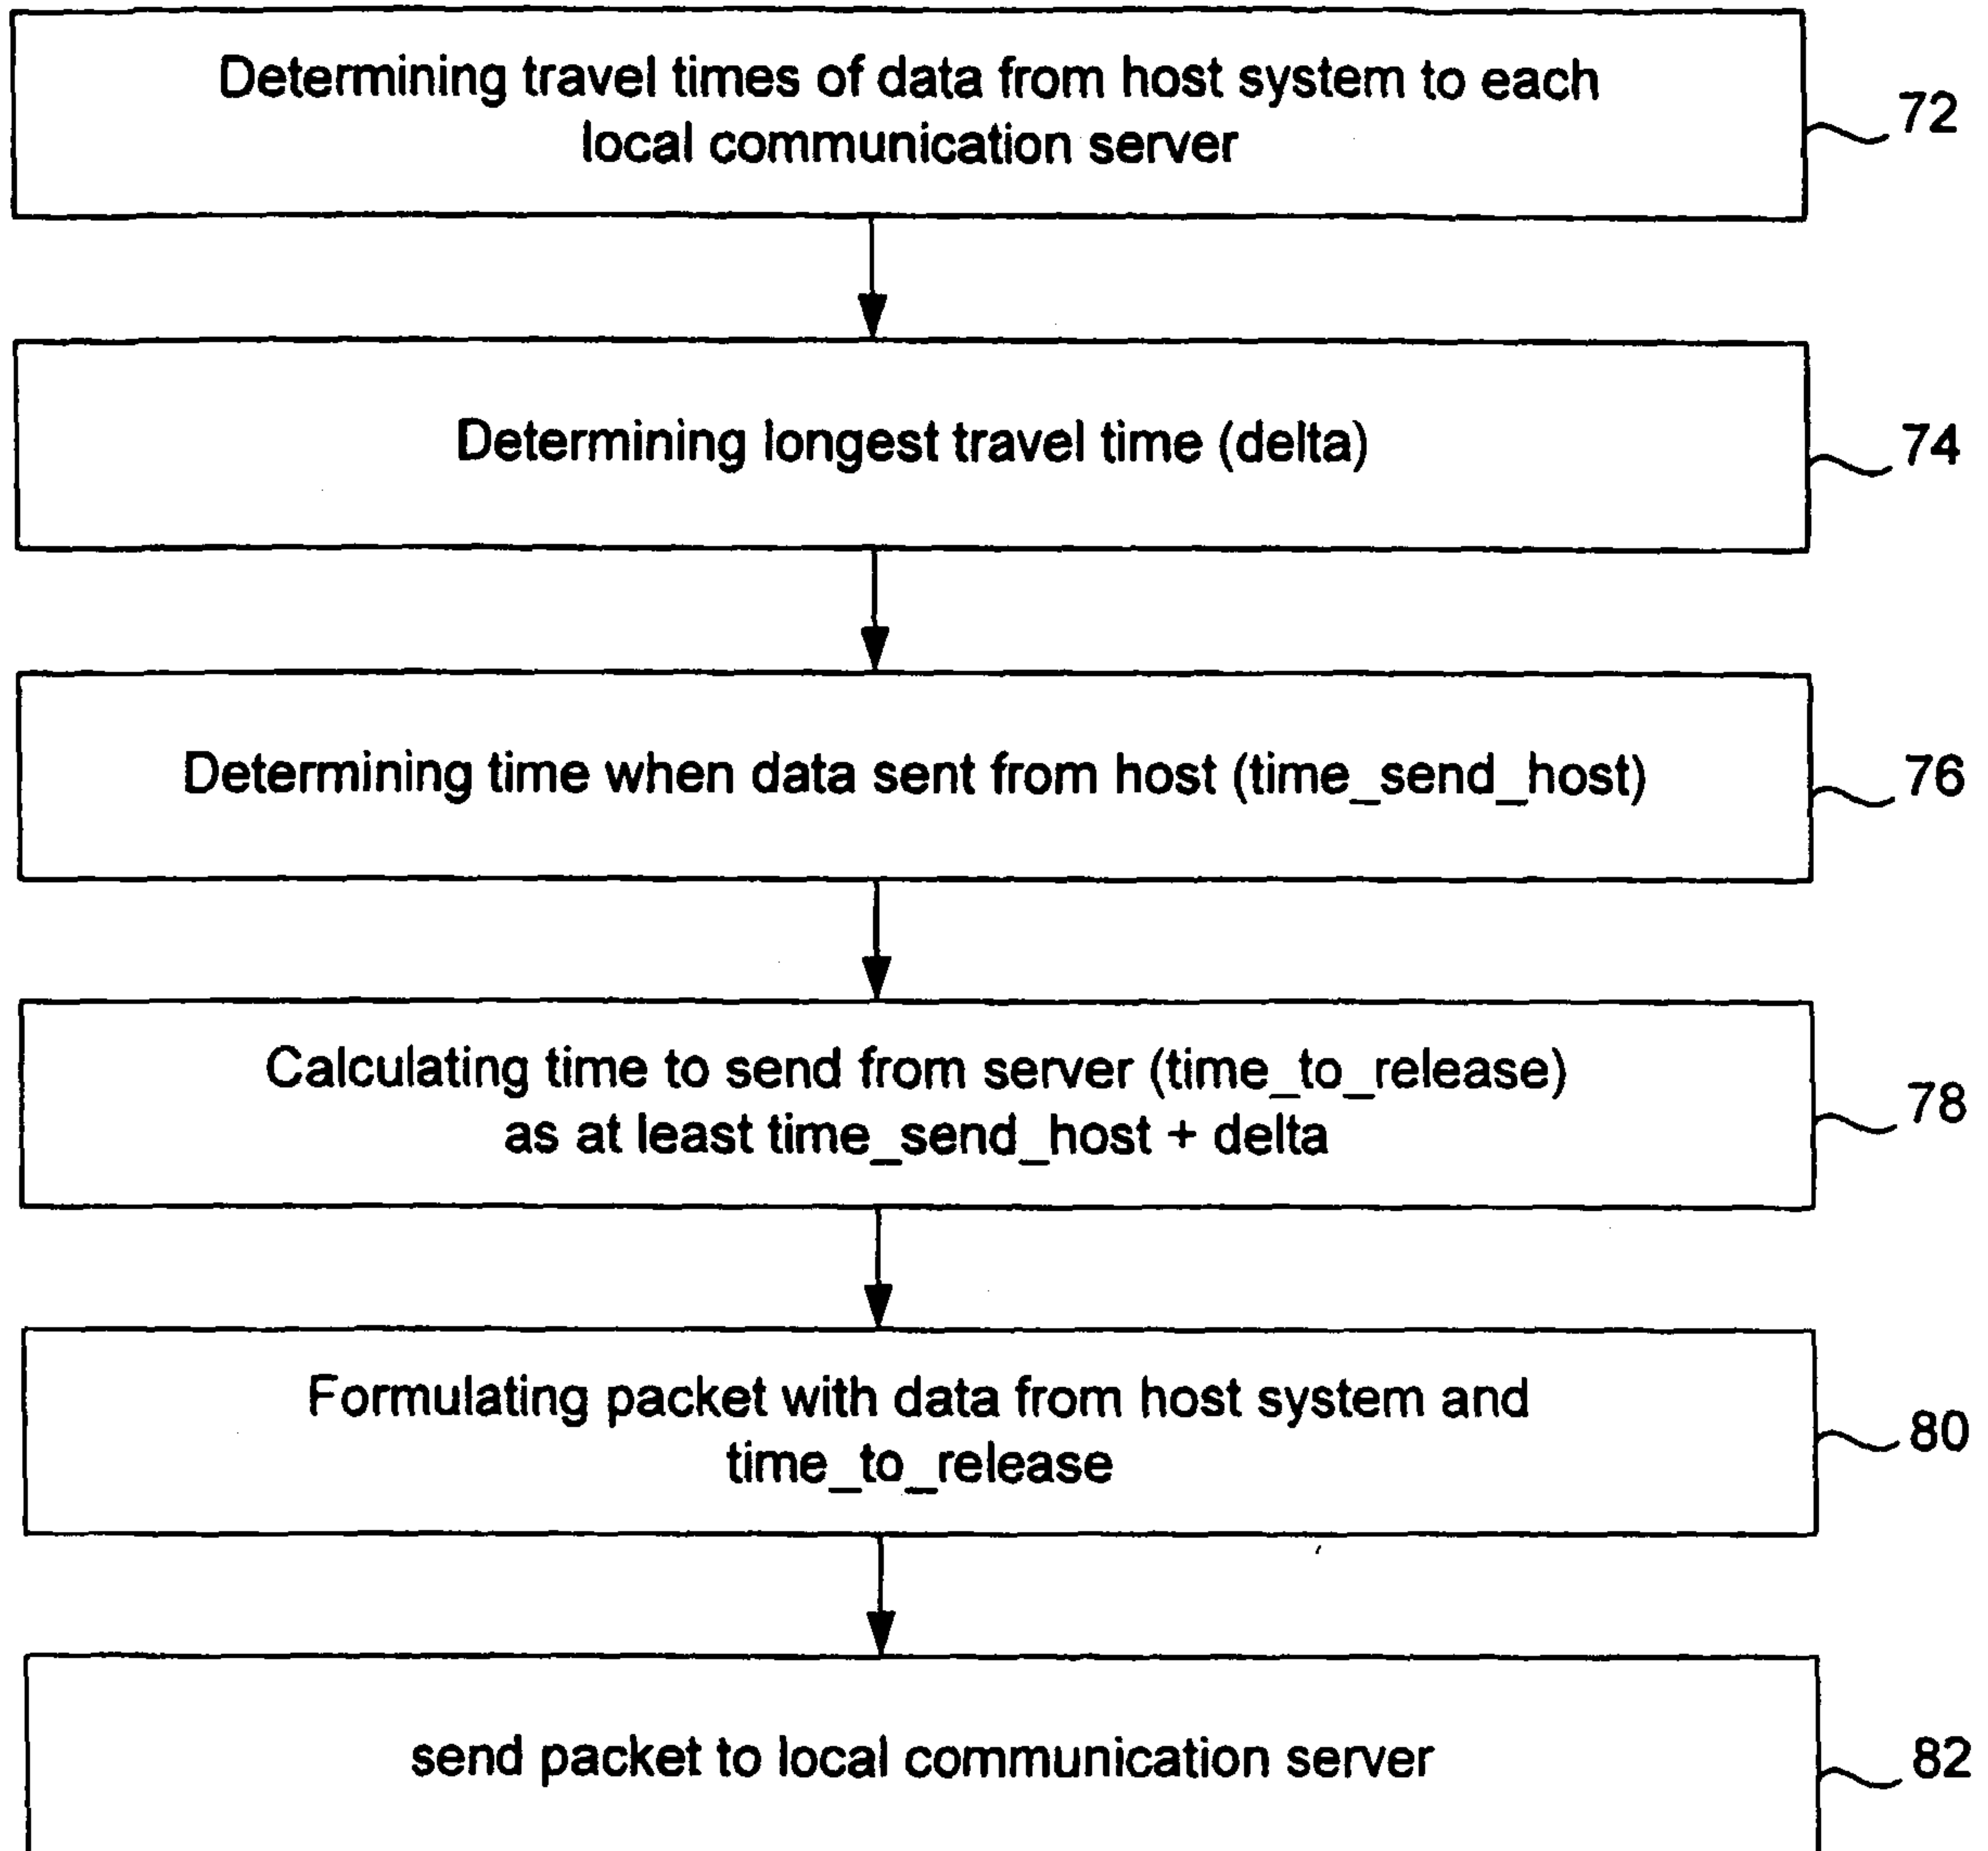 Determining travel times of data from host system to each
local communication server
72
Determining longest travel time (delta)
74
Determining time when data sent from host (time_send_host)
76
Calculating time to send from server (time_to_release)
as at least time_send_host + delta
78
Formulating packet with data from host system and
time_to_release
80
send packet to local communication server
82